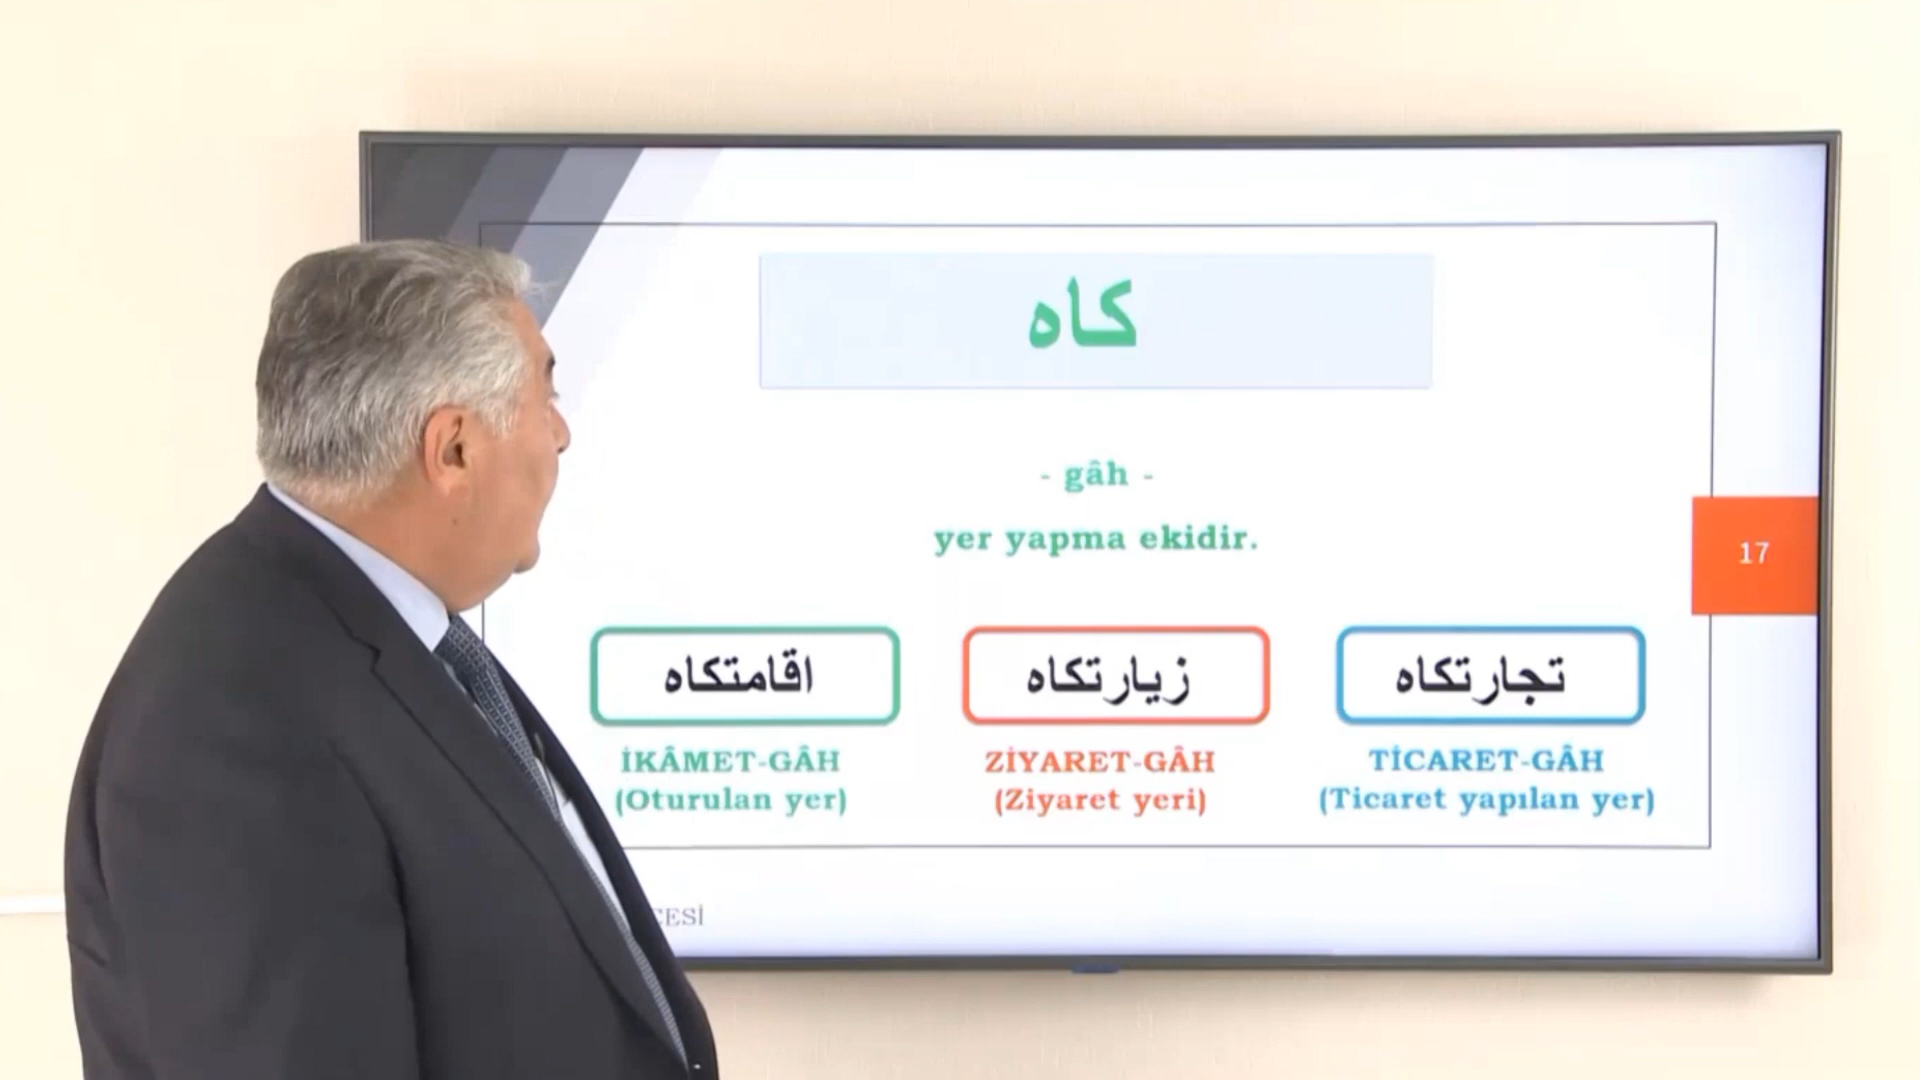 كاه
- gâh -
yer yapma ekidir.
17
اقامتكاه
İKÂMET-GÂH
(Oturulan yer)
زيارتكاه
ZİYARET-GÂH
(Ziyaret yeri)
تجارتكاه
TİCARET-GÂH
(Ticaret yapılan yer)